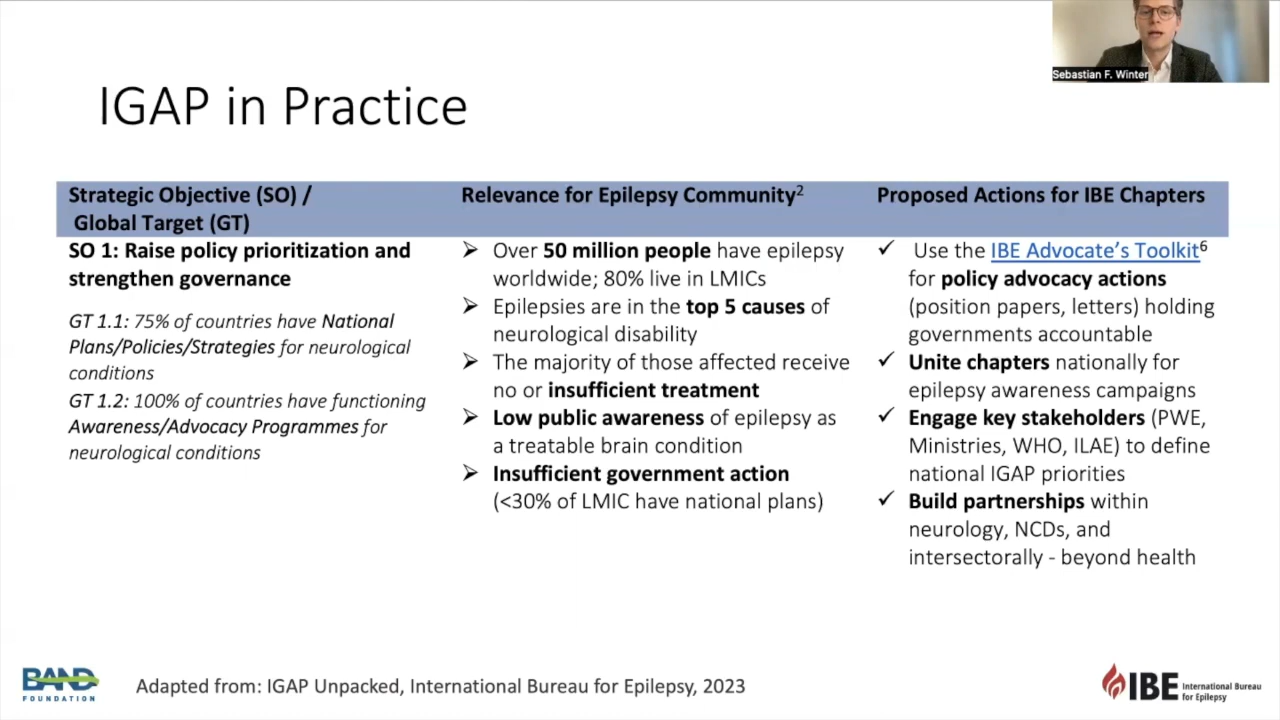 Sebastian F. Winter
IGAP in Practice
Strategic Objective (SO) /
Global Target (GT)
Relevance for Epilepsy Community2
Proposed Actions for IBE Chapters
SO 1: Raise policy prioritization and
strengthen governance
GT 1.1: 75% of countries have National
Plans/Policies/Strategies for neurological
conditions
GT 1.2: 100% of countries have functioning
Awareness/Advocacy Programmes for
neurological conditions
➢ Over 50 million people have epilepsy
worldwide; 80% live in LMICs
➢ Epilepsies are in the top 5 causes of
neurological disability
➢ The majority of those affected receive
no or insufficient treatment
➢ Low public awareness of epilepsy as
a treatable brain condition
➢ Insufficient government action
(<30% of LMIC have national plans)
✓ Use the IBE Advocate's Toolkit6
for policy advocacy actions
(position papers, letters) holding
governments accountable
✓ Unite chapters nationally for
epilepsy awareness campaigns
✓ Engage key stakeholders (PWE,
Ministries, WHO, ILAE) to define
national IGAP priorities
✓ Build partnerships within
neurology, NCDs, and
intersectorally - beyond health
BAND
FOUNDATION
Adapted from: IGAP Unpacked, International Bureau for Epilepsy, 2023
IBE
International Bureau
for Epilepsy